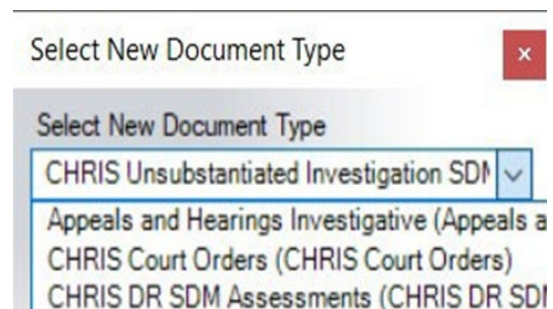 Select New Document Type
x
Select New Document Type
CHRIS Unsubstantiated Investigation SDM
Appeals and Hearings Investigative (Appeals a
CHRIS Court Orders (CHRIS Court Orders)
CHRIS DR SDM Assessments (CHRIS DR SDM